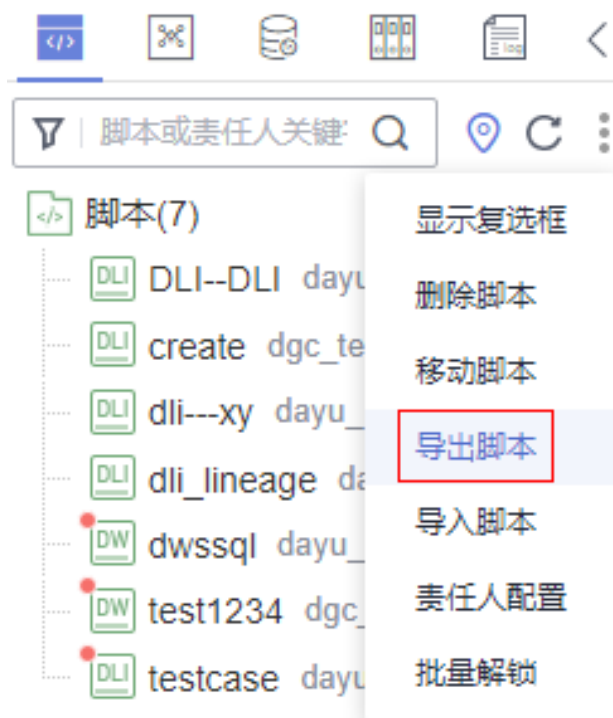 脚本或责任人关键
脚本(7)
显示复选框
DLI DLI--DLI dayu
删除脚本
DLI create dgc_te
移动脚本
DLI dli---xy dayu_
导出脚本
DLI dli_lineage da
导入脚本
DW dwssql dayu_
责任人配置
DW test1234 dgc_
批量解锁
DLI testcase dayu
log